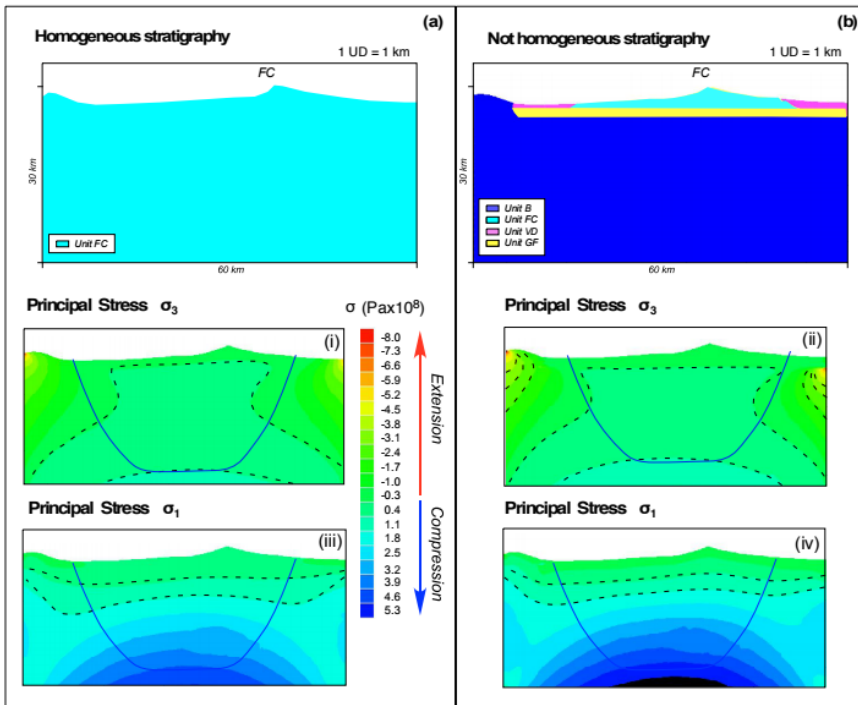 (a)
Homogeneous stratigraphy
1 UD = 1 km
FC
30 km
Unit FC
60 km
Principal Stress σ3
(i)
σ (Pax10⁸)
-8.0
-7.3
-6.6
-5.9
-5.2
-4.5
-3.8
-3.1
-2.4
-1.7
-1.0
-0.3
0.4
1.1
1.8
2.5
3.2
3.9
4.6
5.3
Extension
Compression
Principal Stress σ1
(iii)
(b)
Not homogeneous stratigraphy
1 UD = 1 km
FC
30 km
Unit B
Unit FC
Unit VD
Unit GF
60 km
Principal Stress σ3
(ii)
Principal Stress σ1
(iv)